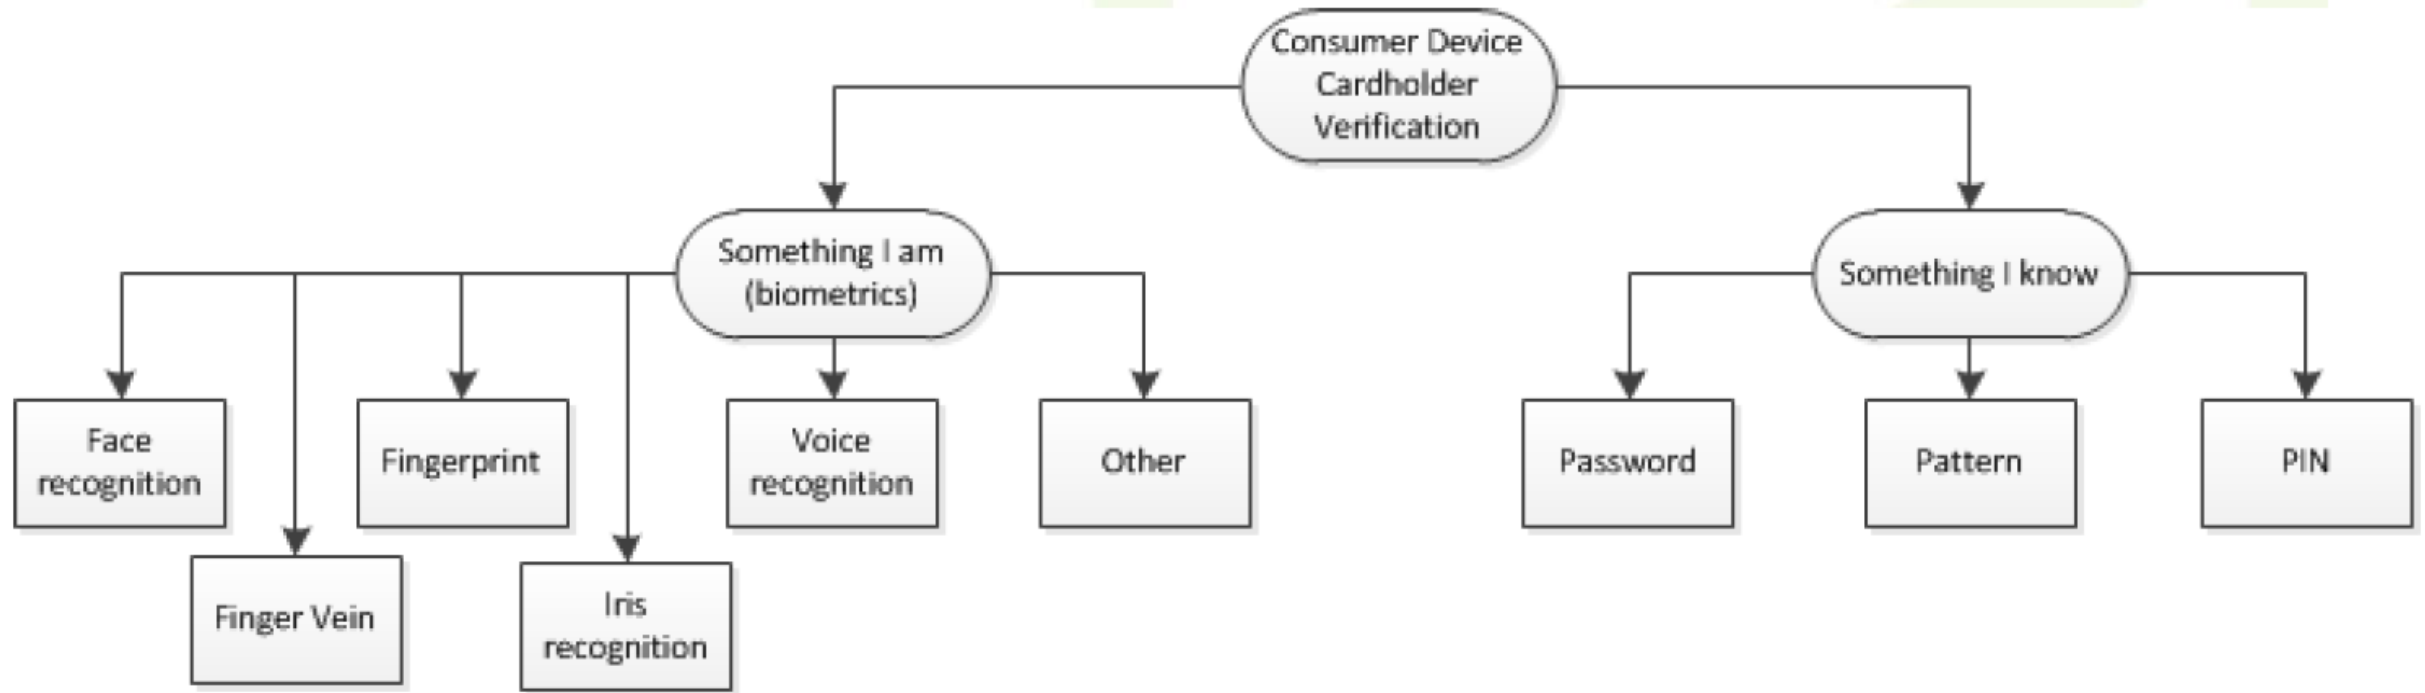 Consumer Device
Cardholder
Verification
Something I am
(biometrics)
Something I know
Face
recognition
Fingerprint
Voice
recognition
Other
Password
Pattern
PIN
Finger Vein
Iris
recognition